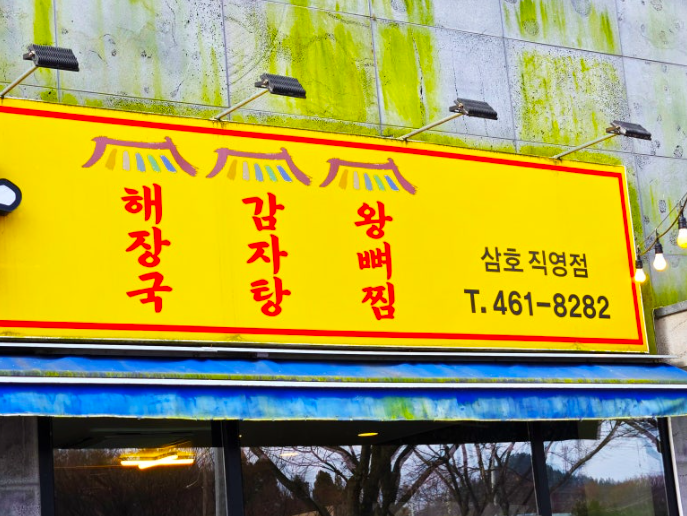 해장국
감자탕
왕뼈찜
삼호 직영점
T. 461-8282